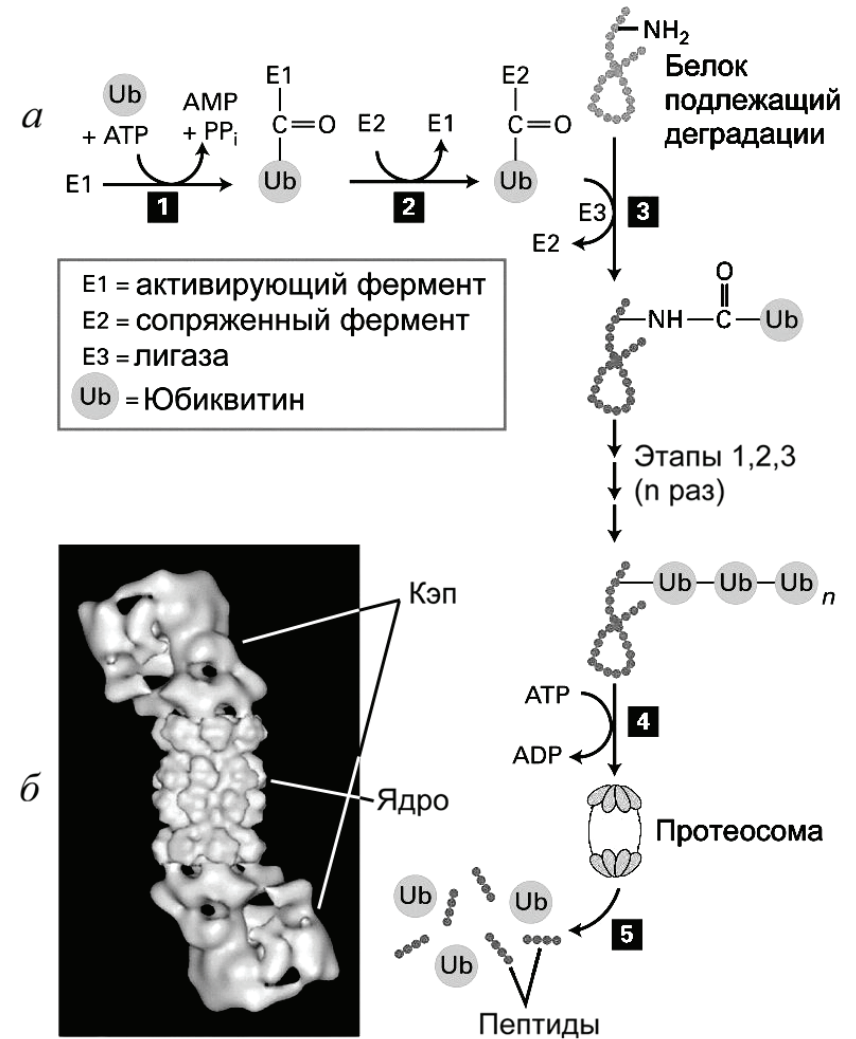 а
Ub
+ ATP
AMP
+ PPi
E1
1
E1
C=O
Ub
E2
E1
2
E2
C=O
Ub
NH2
Белок
подлежащий
деградации
E3
E2
3
E1 = активирующий фермент
E2 = сопряженный фермент
E3 = лигаза
Ub = Юбиквитин
O
NH—C—Ub
Этапы 1,2,3
(n раз)
Ub—Ub—Ub n
ATP
ADP
4
Протеосома
5
Ub
Ub
Ub
Пептиды
б
Кэп
Ядро